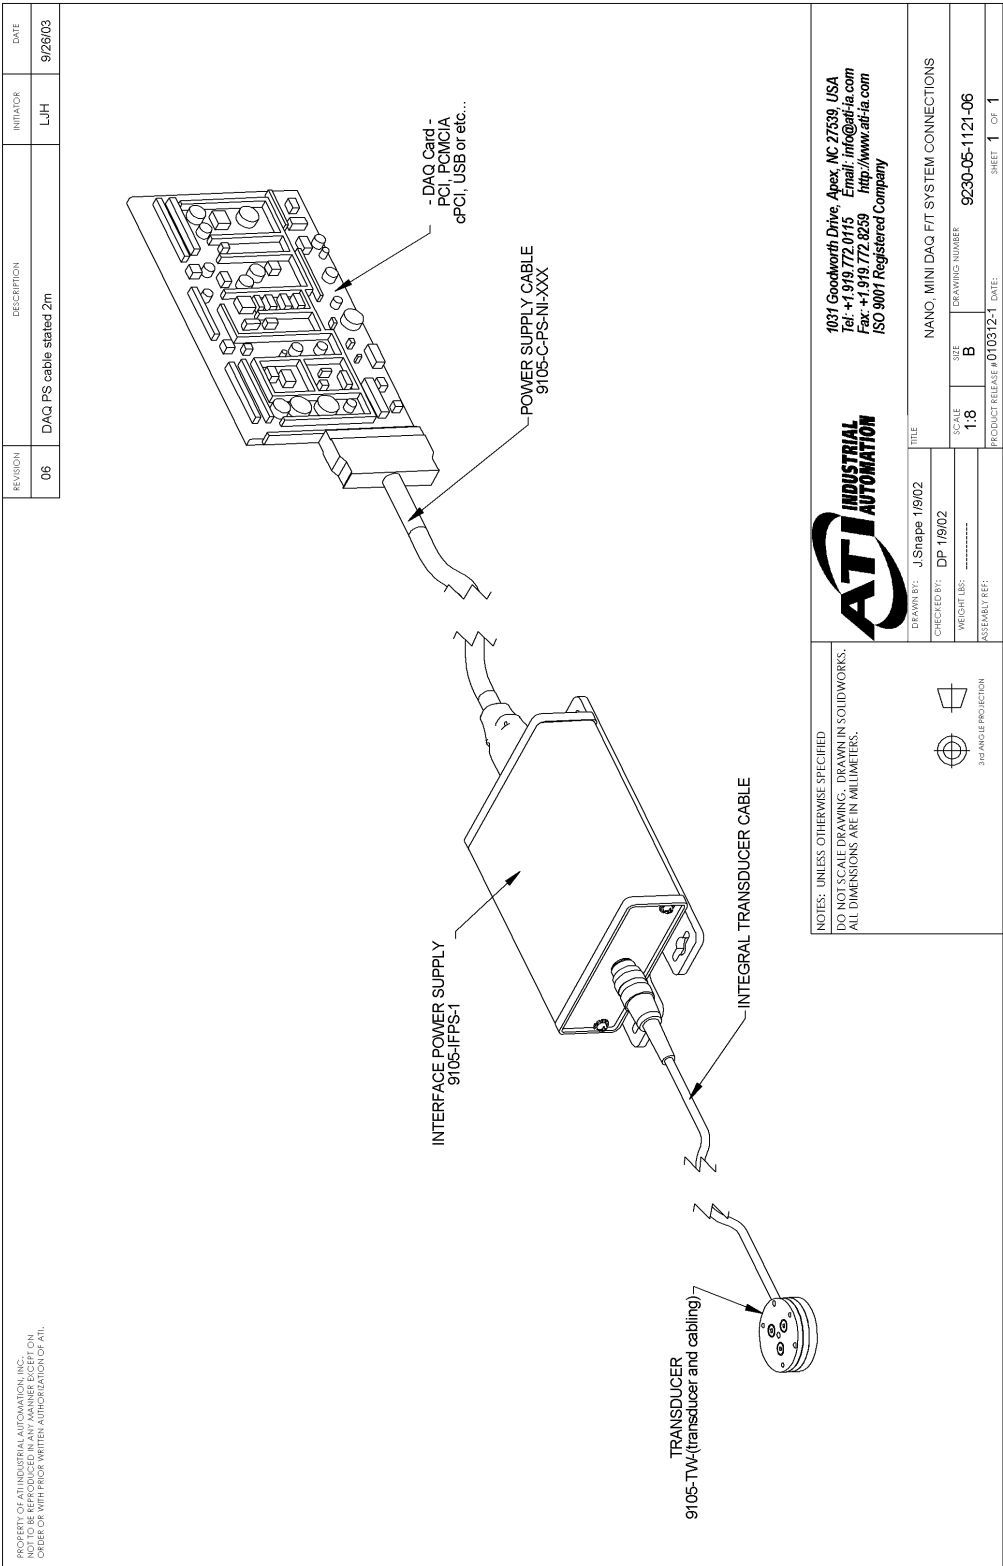 PROPERTY OF ATI INDUSTRIAL AUTOMATION, INC.
NOT TO BE REPRODUCED IN ANY MANNER EXCEPT ON
ORDER OR WITH PRIOR WRITTEN AUTHORIZATION OF ATI.
REVISION DESCRIPTION INITIATOR DATE
06 DAQ PS cable stated 2m LJH 9/26/03
- DAQ Card -
PCI, PCMCIA
cPCI, USB or etc...
POWER SUPPLY CABLE
9105-C-PS-NI-XXX
INTERFACE POWER SUPPLY
9105-IFPS-1
INTEGRAL TRANSDUCER CABLE
TRANSDUCER
9105-TW-(transducer and cabling)
NOTES: UNLESS OTHERWISE SPECIFIED
DO NOT SCALE DRAWING. DRAWN IN SOLIDWORKS.
ALL DIMENSIONS ARE IN MILLIMETERS.
3rd ANGLE PROJECTION
ATI INDUSTRIAL
AUTOMATION
1031 Goodworth Drive, Apex, NC 27539, USA
Tel: +1.919.772.0115 Email: info@ati-ia.com
Fax: +1.919.772.8259 http://www.ati-ia.com
ISO 9001 Registered Company
DRAWN BY: J.Snape 1/9/02
CHECKED BY: DP 1/9/02
WEIGHT LBS: -----------
ASSEMBLY REF:
TITLE
NANO, MINI DAQ F/T SYSTEM CONNECTIONS
SCALE
1:8
SIZE
B
DRAWING NUMBER
9230-05-1121-06
PRODUCT RELEASE #010312-1 DATE: SHEET 1 OF 1